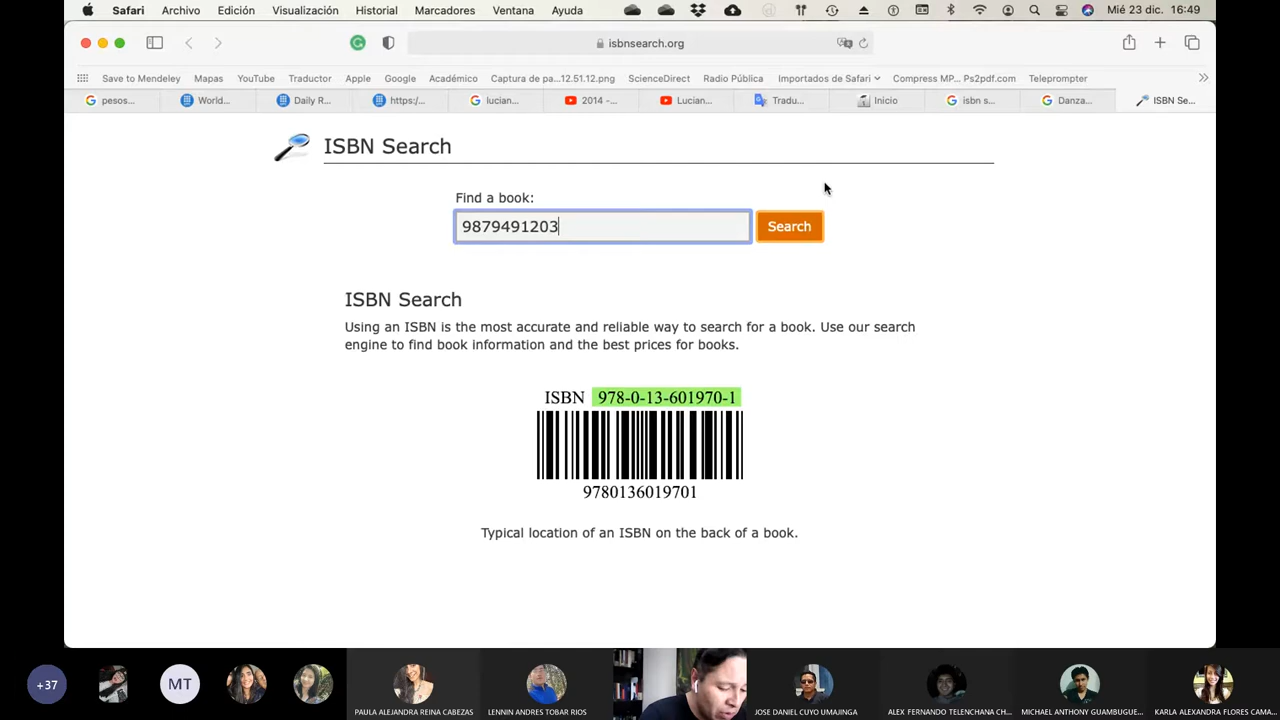 Safari Archivo Edición Visualización Historial Marcadores Ventana Ayuda Mié 23 dic. 16:49
isbnsearch.org
Save to Mendeley Mapas YouTube Traductor Apple Google Académico Captura de pa...12.51.12.png ScienceDirect Radio Pública Importados de Safari Compress MP... Ps2pdf.com Teleprompter
pesos... World... Daily R... https:/... lucian... 2014 -... Lucian... Tradu... Inicio isbn s... Danza... ISBN Se...
ISBN Search
Find a book:
9879491203 Search
ISBN Search
Using an ISBN is the most accurate and reliable way to search for a book. Use our search
engine to find book information and the best prices for books.
ISBN 978-0-13-601970-1
9780136019701
Typical location of an ISBN on the back of a book.
+37 MT
PAULA ALEJANDRA REINA CABEZAS LENNIN ANDRES TOBAR RIOS JOSE DANIEL CUYO UMAJINGA ALEX FERNANDO TELENCHANA CH... MICHAEL ANTHONY GUAMBUGUE... KARLA ALEXANDRA FLORES CAMA...